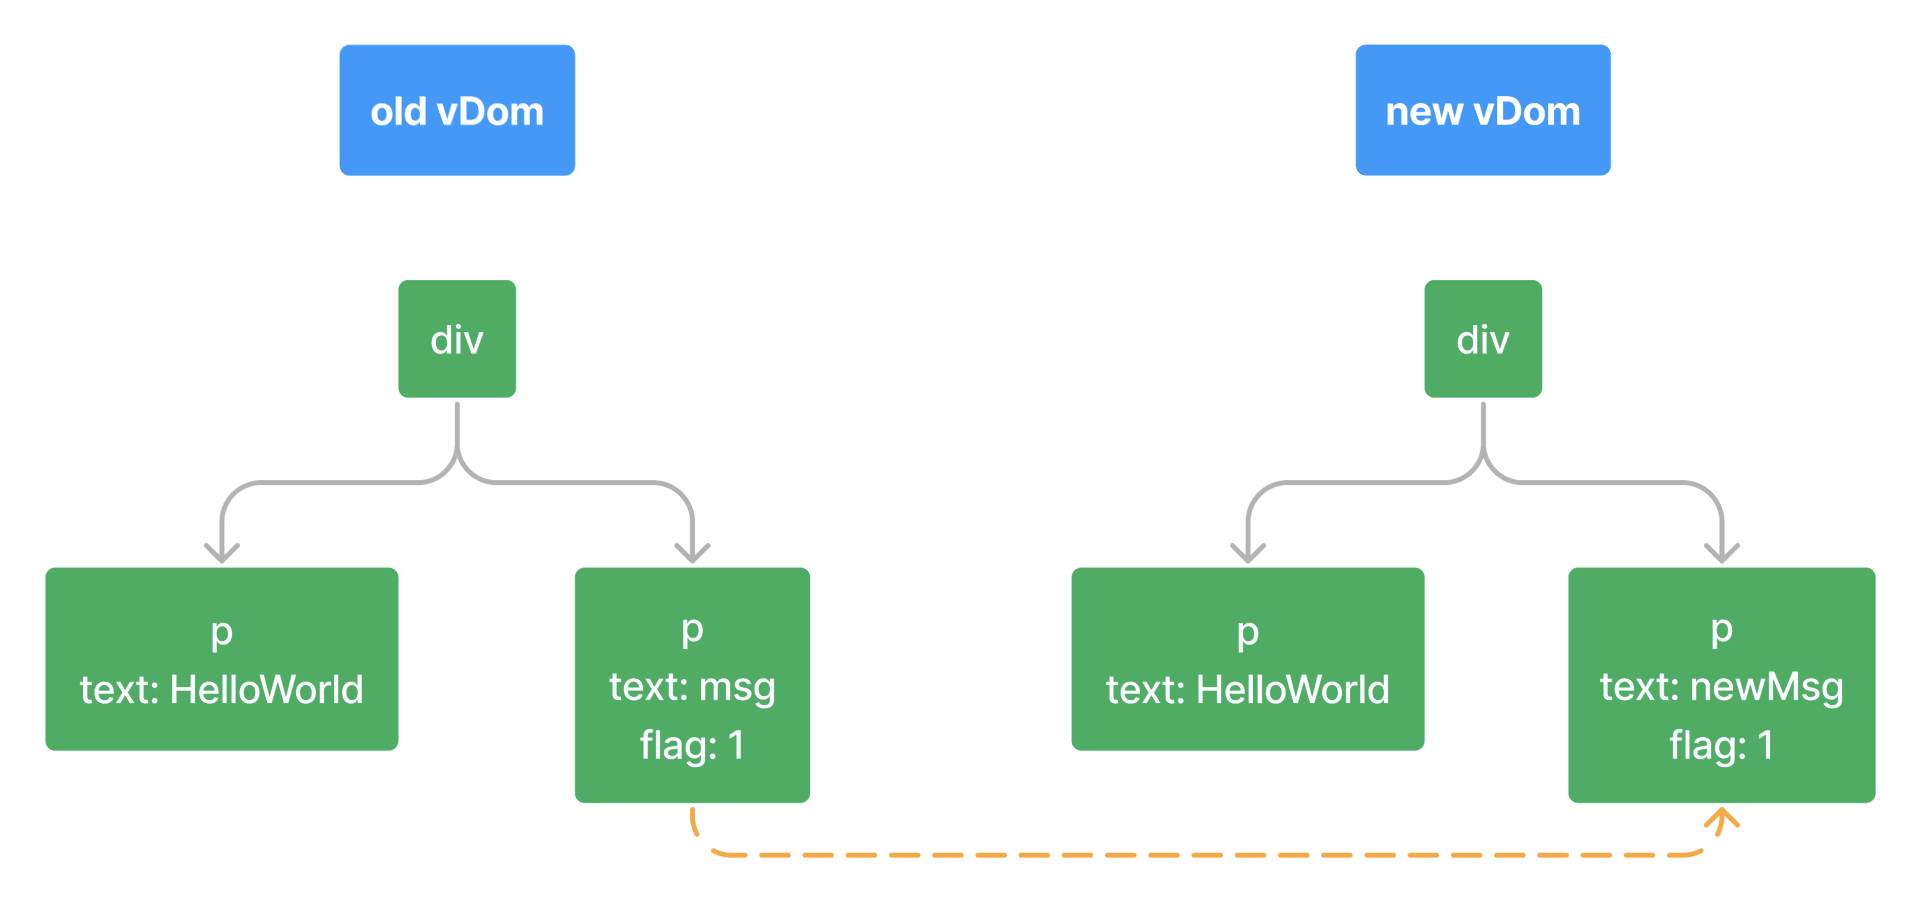 old vDom
new vDom
div
div
p
text: HelloWorld
p
text: msg
flag: 1
p
text: HelloWorld
p
text: newMsg
flag: 1